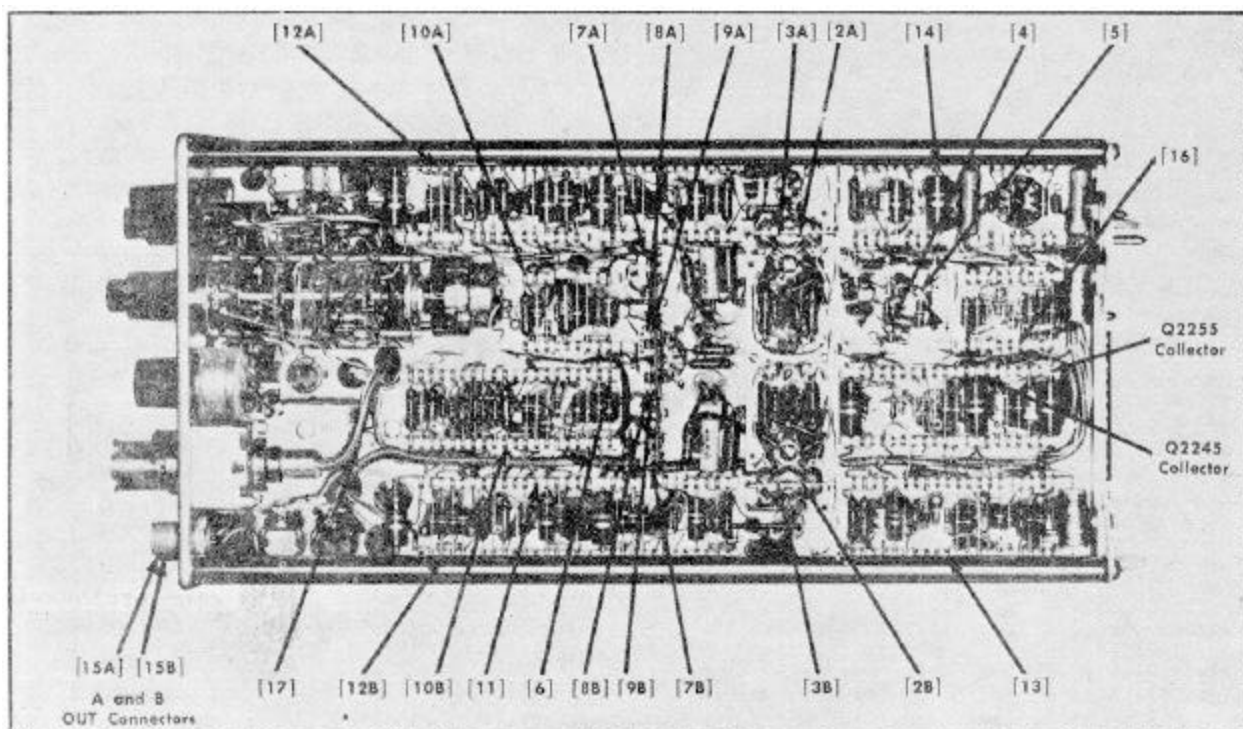 [12A] [10A] [7A] [8A] [9A] [3A] [2A] [14] [4] [5]
[16]
Q2255
Collector
Q2245
Collector
[15A] [15B] [17] [12B] [10B] [11] [6] [8B] [9B] [7B] [3B] [2B] [13]
A and B
OUT Connectors